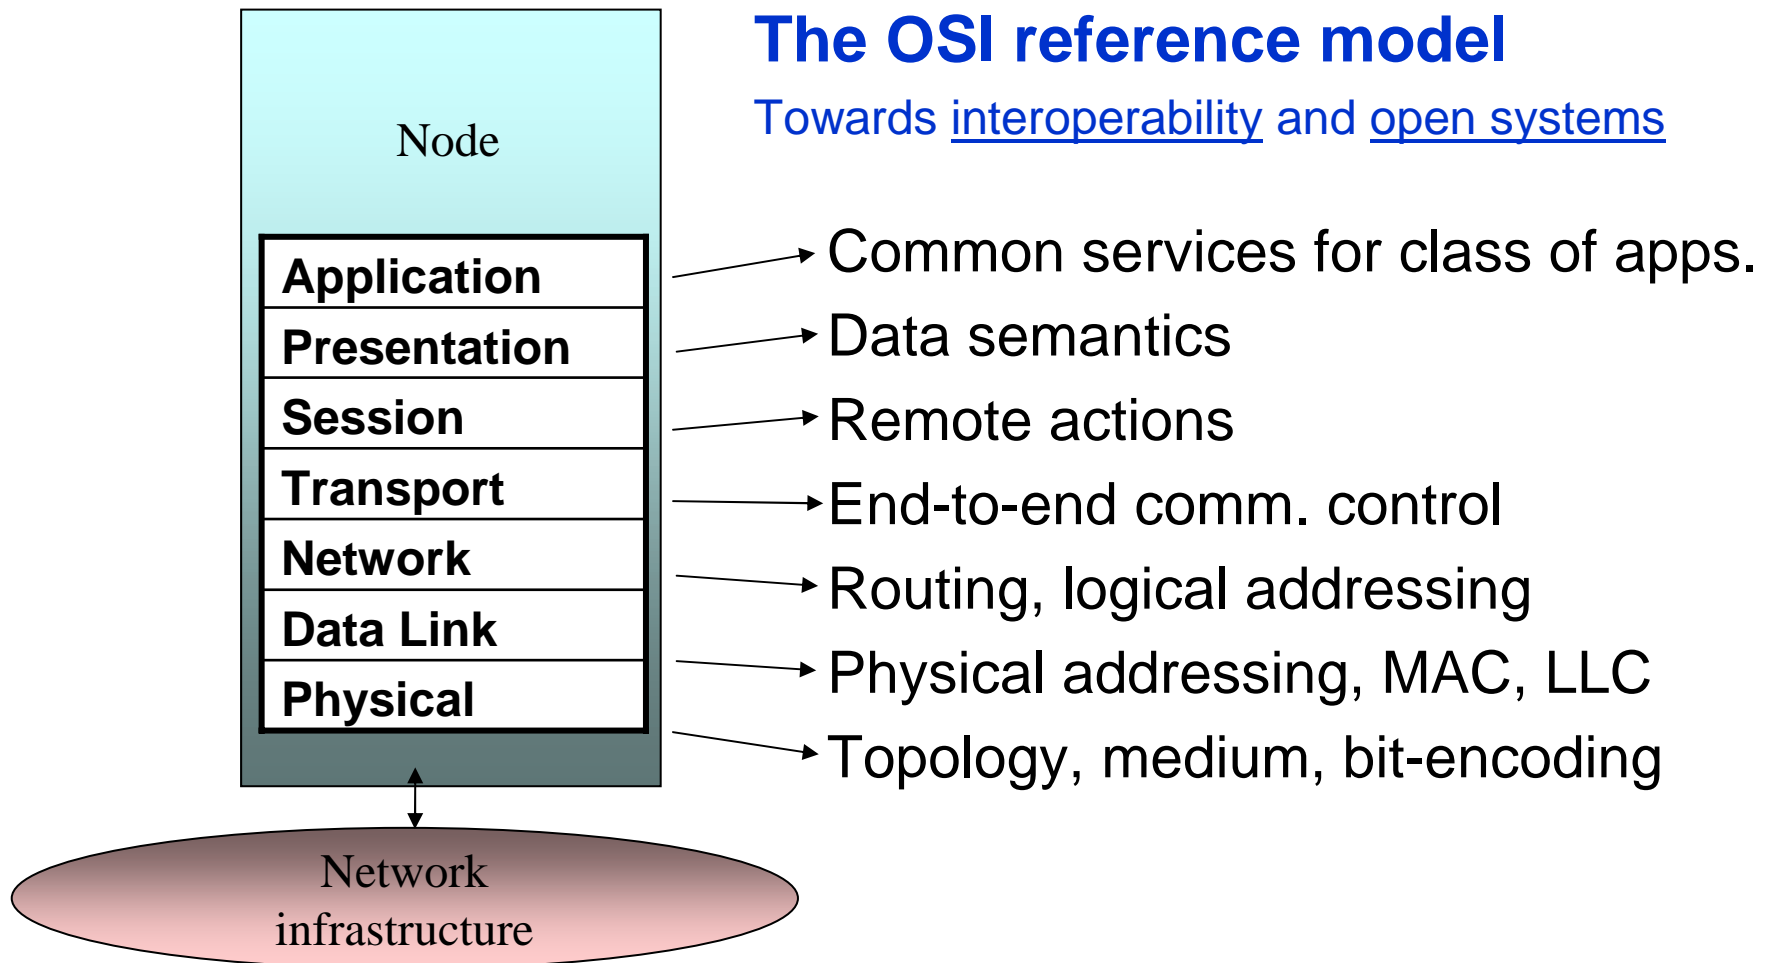 The OSI reference model
Towards interoperability and open systems
Node
Application
Common services for class of apps.
Presentation
Data semantics
Session
Remote actions
Transport
End-to-end comm. control
Network
Routing, logical addressing
Data Link
Physical addressing, MAC, LLC
Physical
Topology, medium, bit-encoding
Network
infrastructure